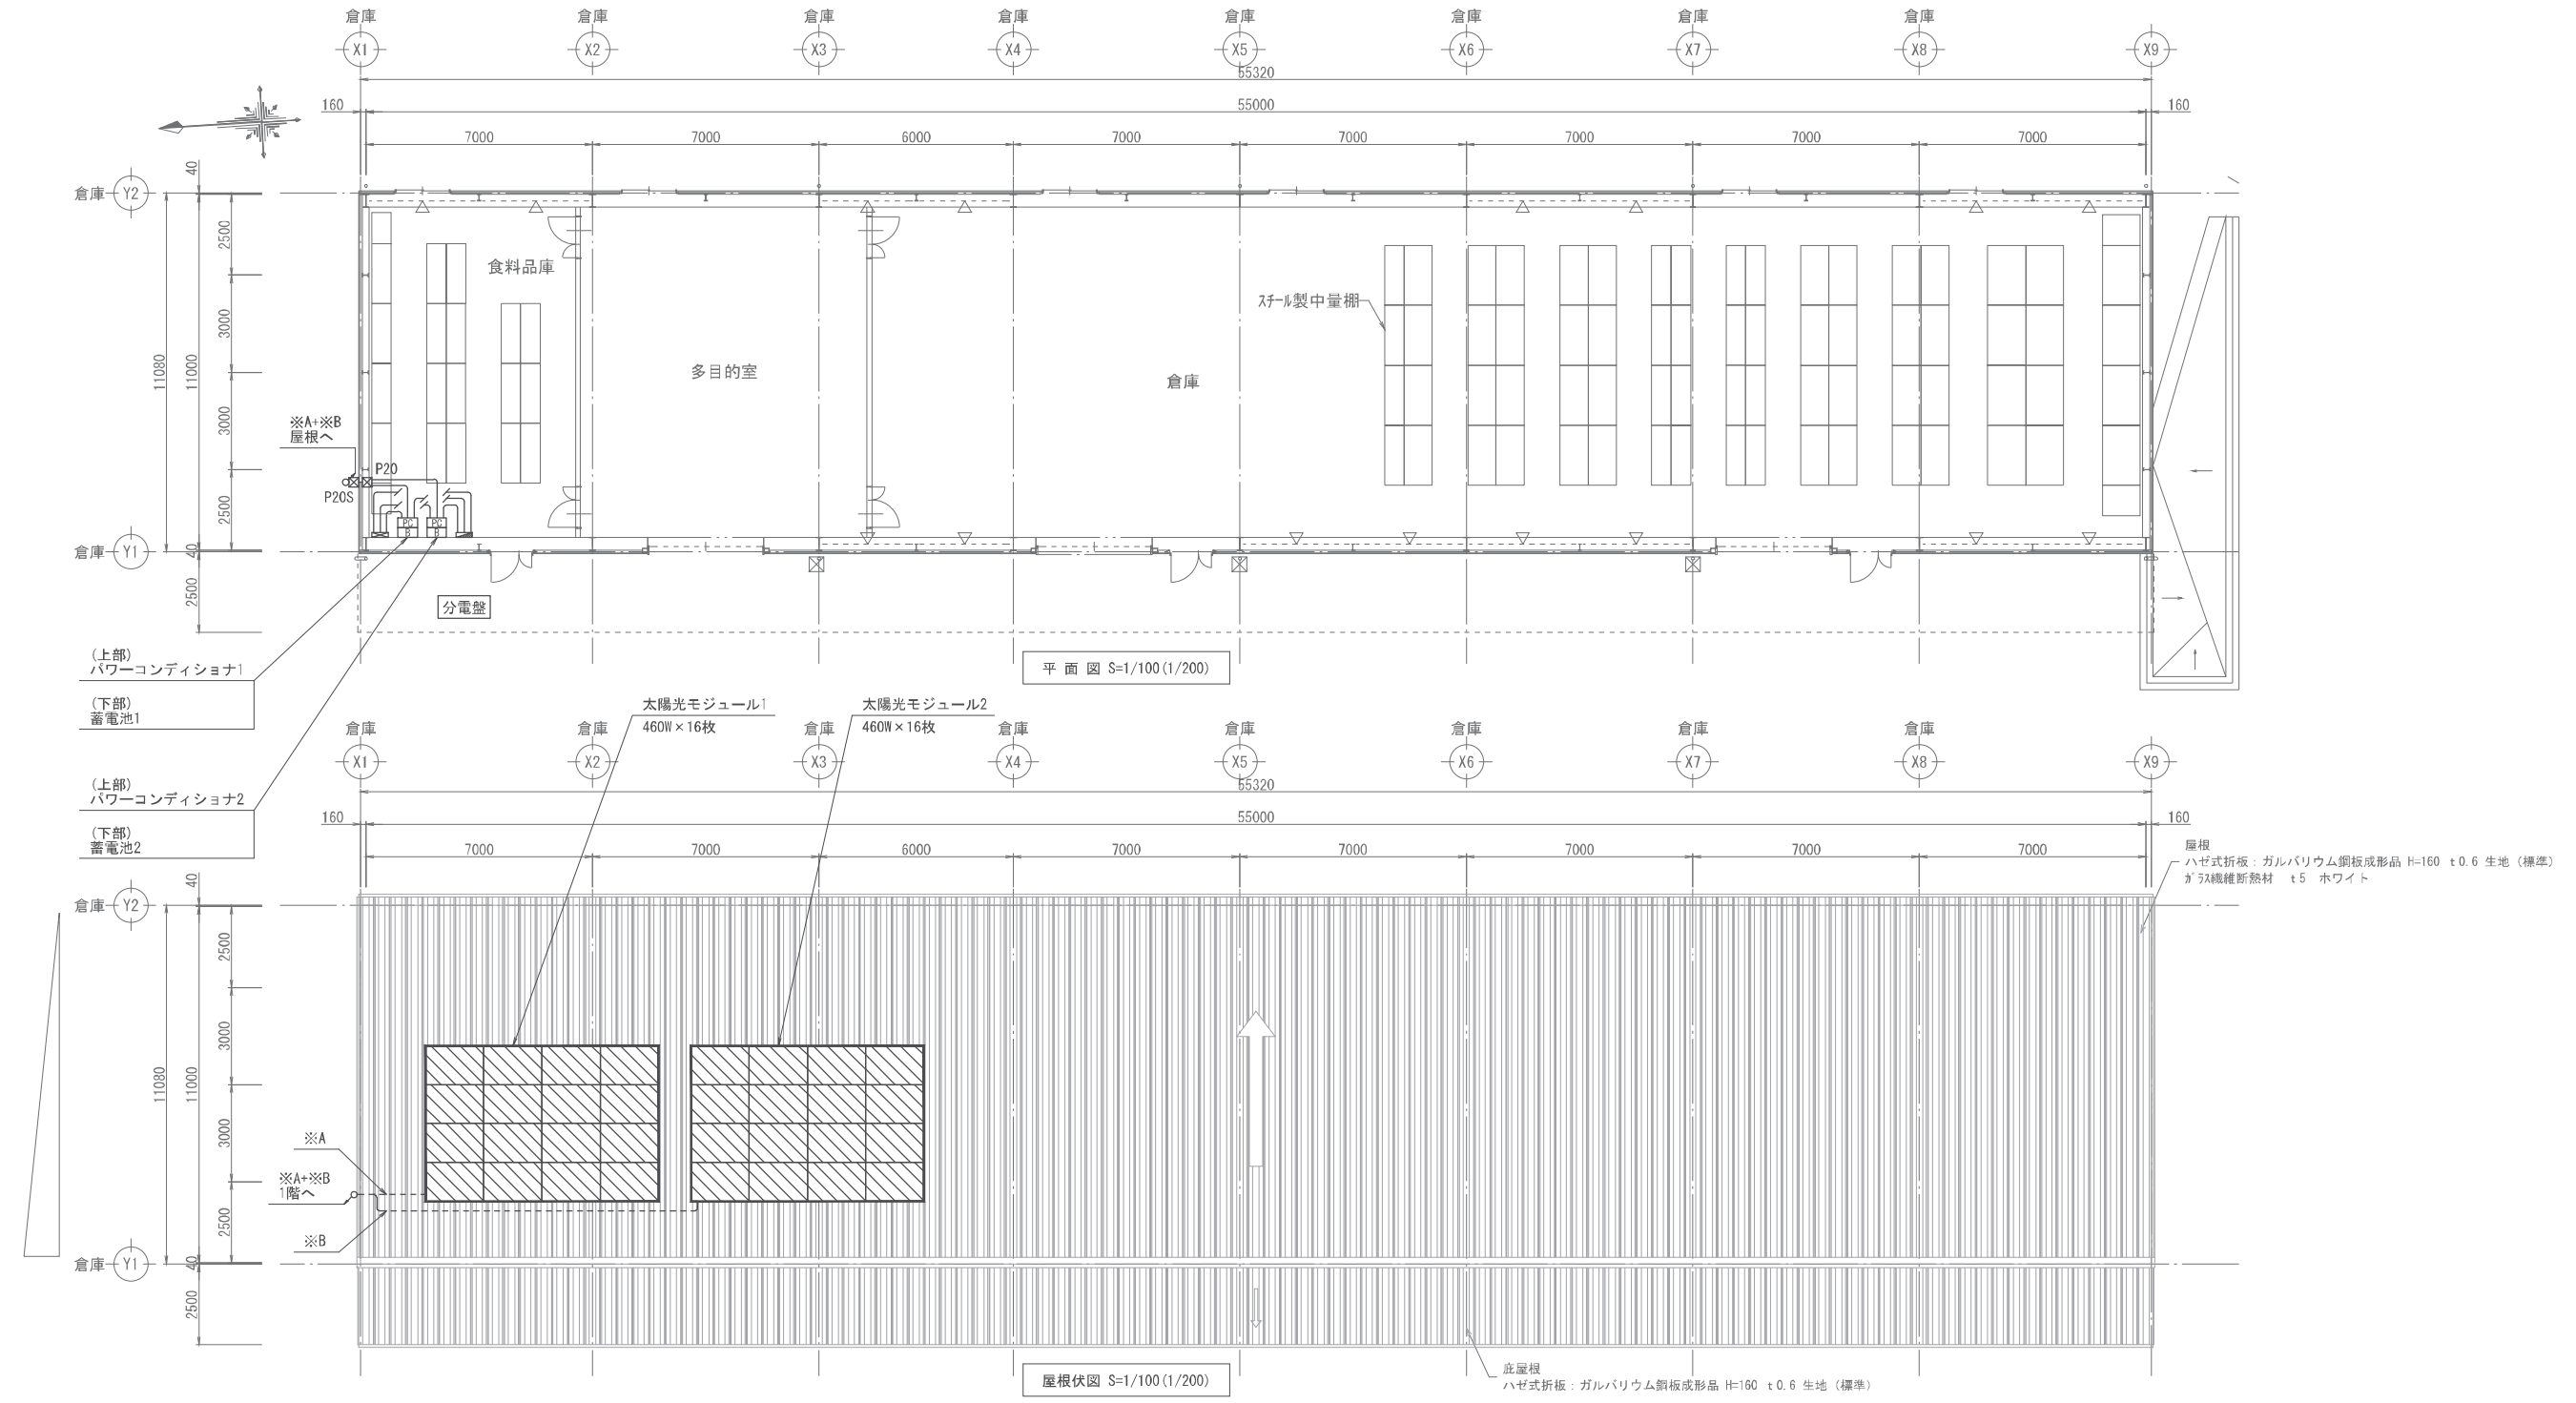 倉庫 倉庫 倉庫 倉庫 倉庫 倉庫 倉庫 倉庫
X1 X2 X3 X4 X5 X6 X7 X8 X9
55320
160 55000 160
7000 7000 6000 7000 7000 7000 7000 7000
40
倉庫 Y2
2500
食料品庫
スチール製中量棚
3000
11080
11000
多目的室
倉庫
3000
※A+※B
屋根へ
P20
P20S
2500
PC PC
B B
倉庫 Y1
40
2500
分電盤
(上部)
パワーコンディショナ1
(下部)
蓄電池1
平 面 図 S=1/100(1/200)
太陽光モジュール1
460W×16枚
太陽光モジュール2
460W×16枚
倉庫 倉庫 倉庫 倉庫 倉庫 倉庫 倉庫 倉庫
X1 X2 X3 X4 X5 X6 X7 X8 X9
(上部)
パワーコンディショナ2
(下部)
蓄電池2
55320
160 55000 160
7000 7000 6000 7000 7000 7000 7000 7000
屋根
ハゼ式折板：ガルバリウム鋼板成形品 H=160 t0.6 生地（標準）
ガラス繊維断熱材 t5 ホワイト
40
倉庫 Y2
2500
3000
11080
11000
3000
※A
※A+※B
1階へ
2500
※B
倉庫 Y1
40
2500
庇屋根
ハゼ式折板：ガルバリウム鋼板成形品 H=160 t0.6 生地（標準）
屋根伏図 S=1/100(1/200)